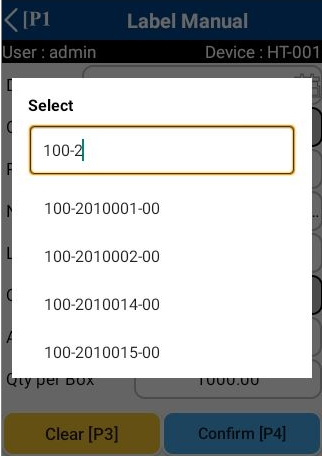 [P1 Label Manual
User : admin Device : HT-001
Select
100-2
100-2010001-00
100-2010002-00
100-2010014-00
100-2010015-00
Qty per Box 1000.00
Clear [P3] Confirm [P4]